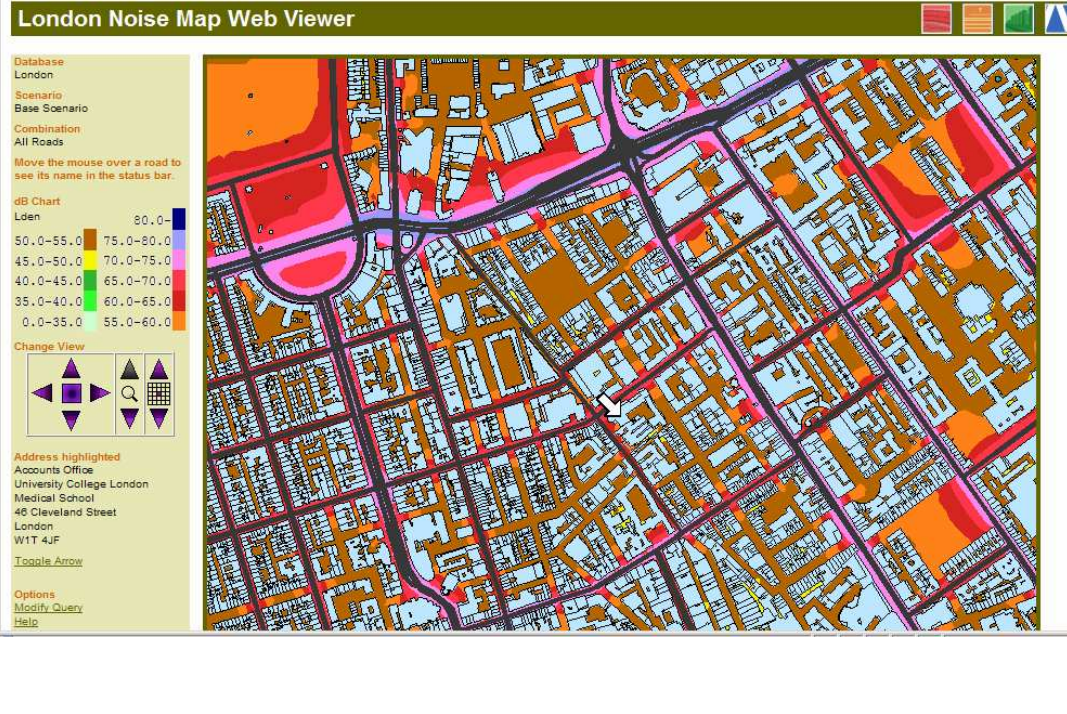 London Noise Map Web Viewer
Database
London
Scenario
Base Scenario
Combination
All Roads
Move the mouse over a road to
see its name in the status bar.
dB Chart
Lden
80.0-
50.0-55.0 75.0-80.0
45.0-50.0 70.0-75.0
40.0-45.0 65.0-70.0
35.0-40.0 60.0-65.0
0.0-35.0 55.0-60.0
Change View
Address highlighted
Accounts Office
University College London
Medical School
46 Cleveland Street
London
W1T 4JF
Toggle Arrow
Options
Modify Query
Help